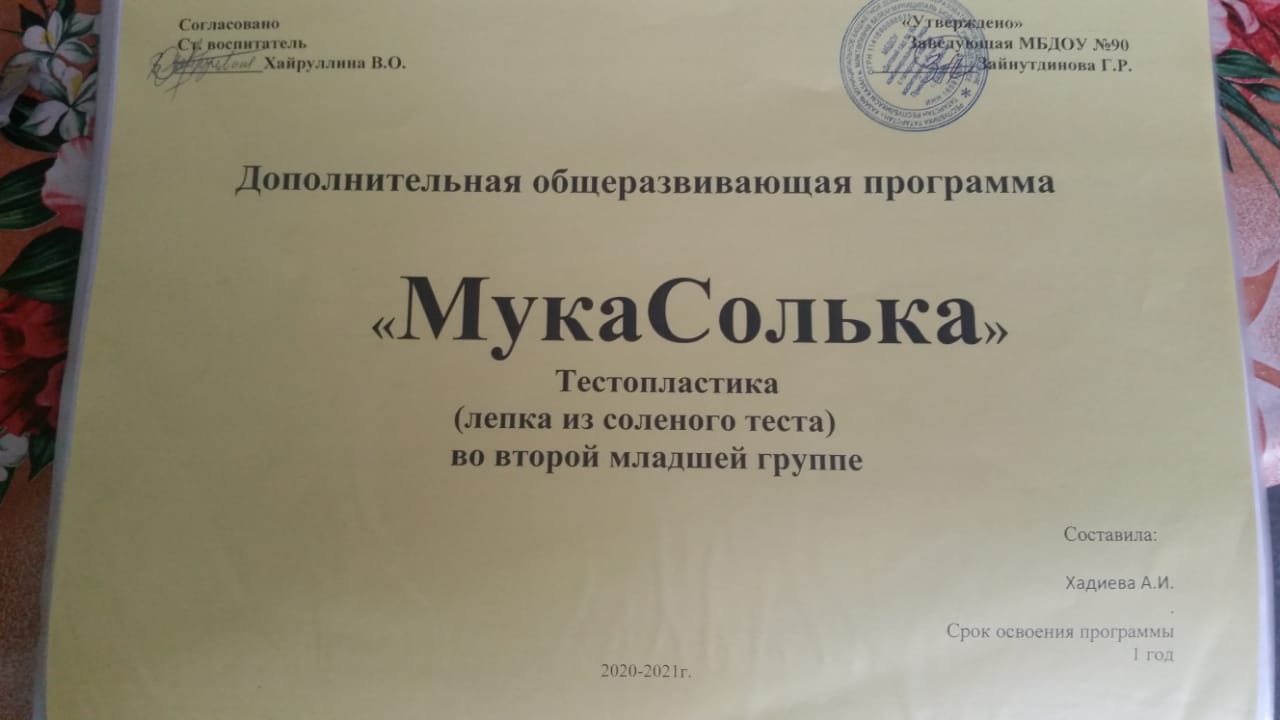 Согласовано
Ст. воспитатель
Хайруллина В.О.
«Утверждено»
Заведующая МБДОУ №90
Зайнутдинова Г.Р.
Дополнительная общеразвивающая программа
«МукаСолька»
Тестопластика
(лепка из соленого теста)
во второй младшей группе
Составила:
Хадиева А.И.
.
Срок освоения программы
1 год
2020-2021г.